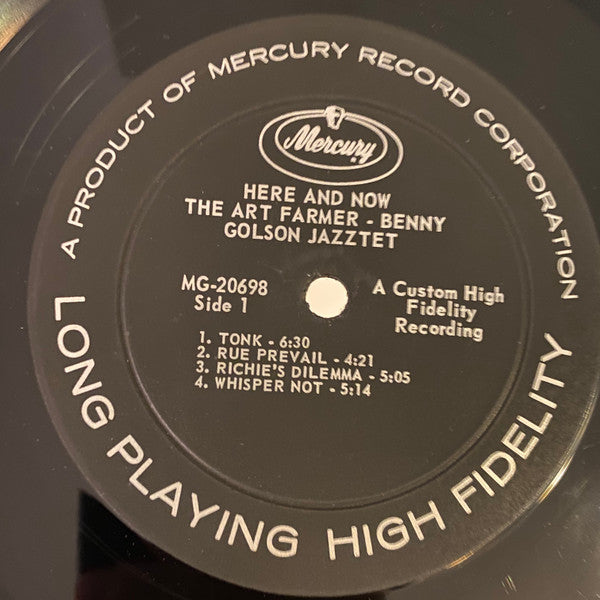 A PRODUCT OF MERCURY RECORD CORPORATION
Mercury
HERE AND NOW
THE ART FARMER - BENNY
GOLSON JAZZTET
MG-20698
Side 1
A Custom High
Fidelity
Recording
1. TONK - 6:30
2. RUE PREVAIL - 4:21
3. RICHIE'S DILEMMA - 5:05
4. WHISPER NOT - 5:14
LONG PLAYING HIGH FIDELITY